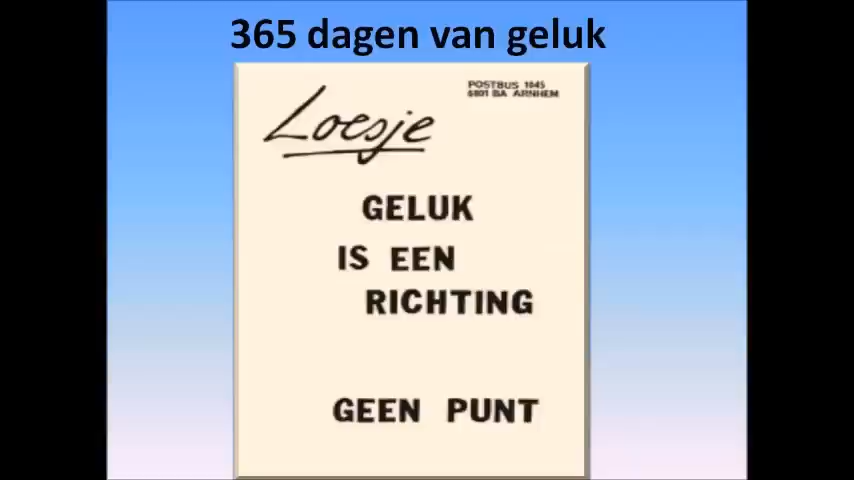 365 dagen van geluk
Loesje
POSTBUS 1045
6801 BA ARNHEM
GELUK
IS EEN
RICHTING
GEEN PUNT